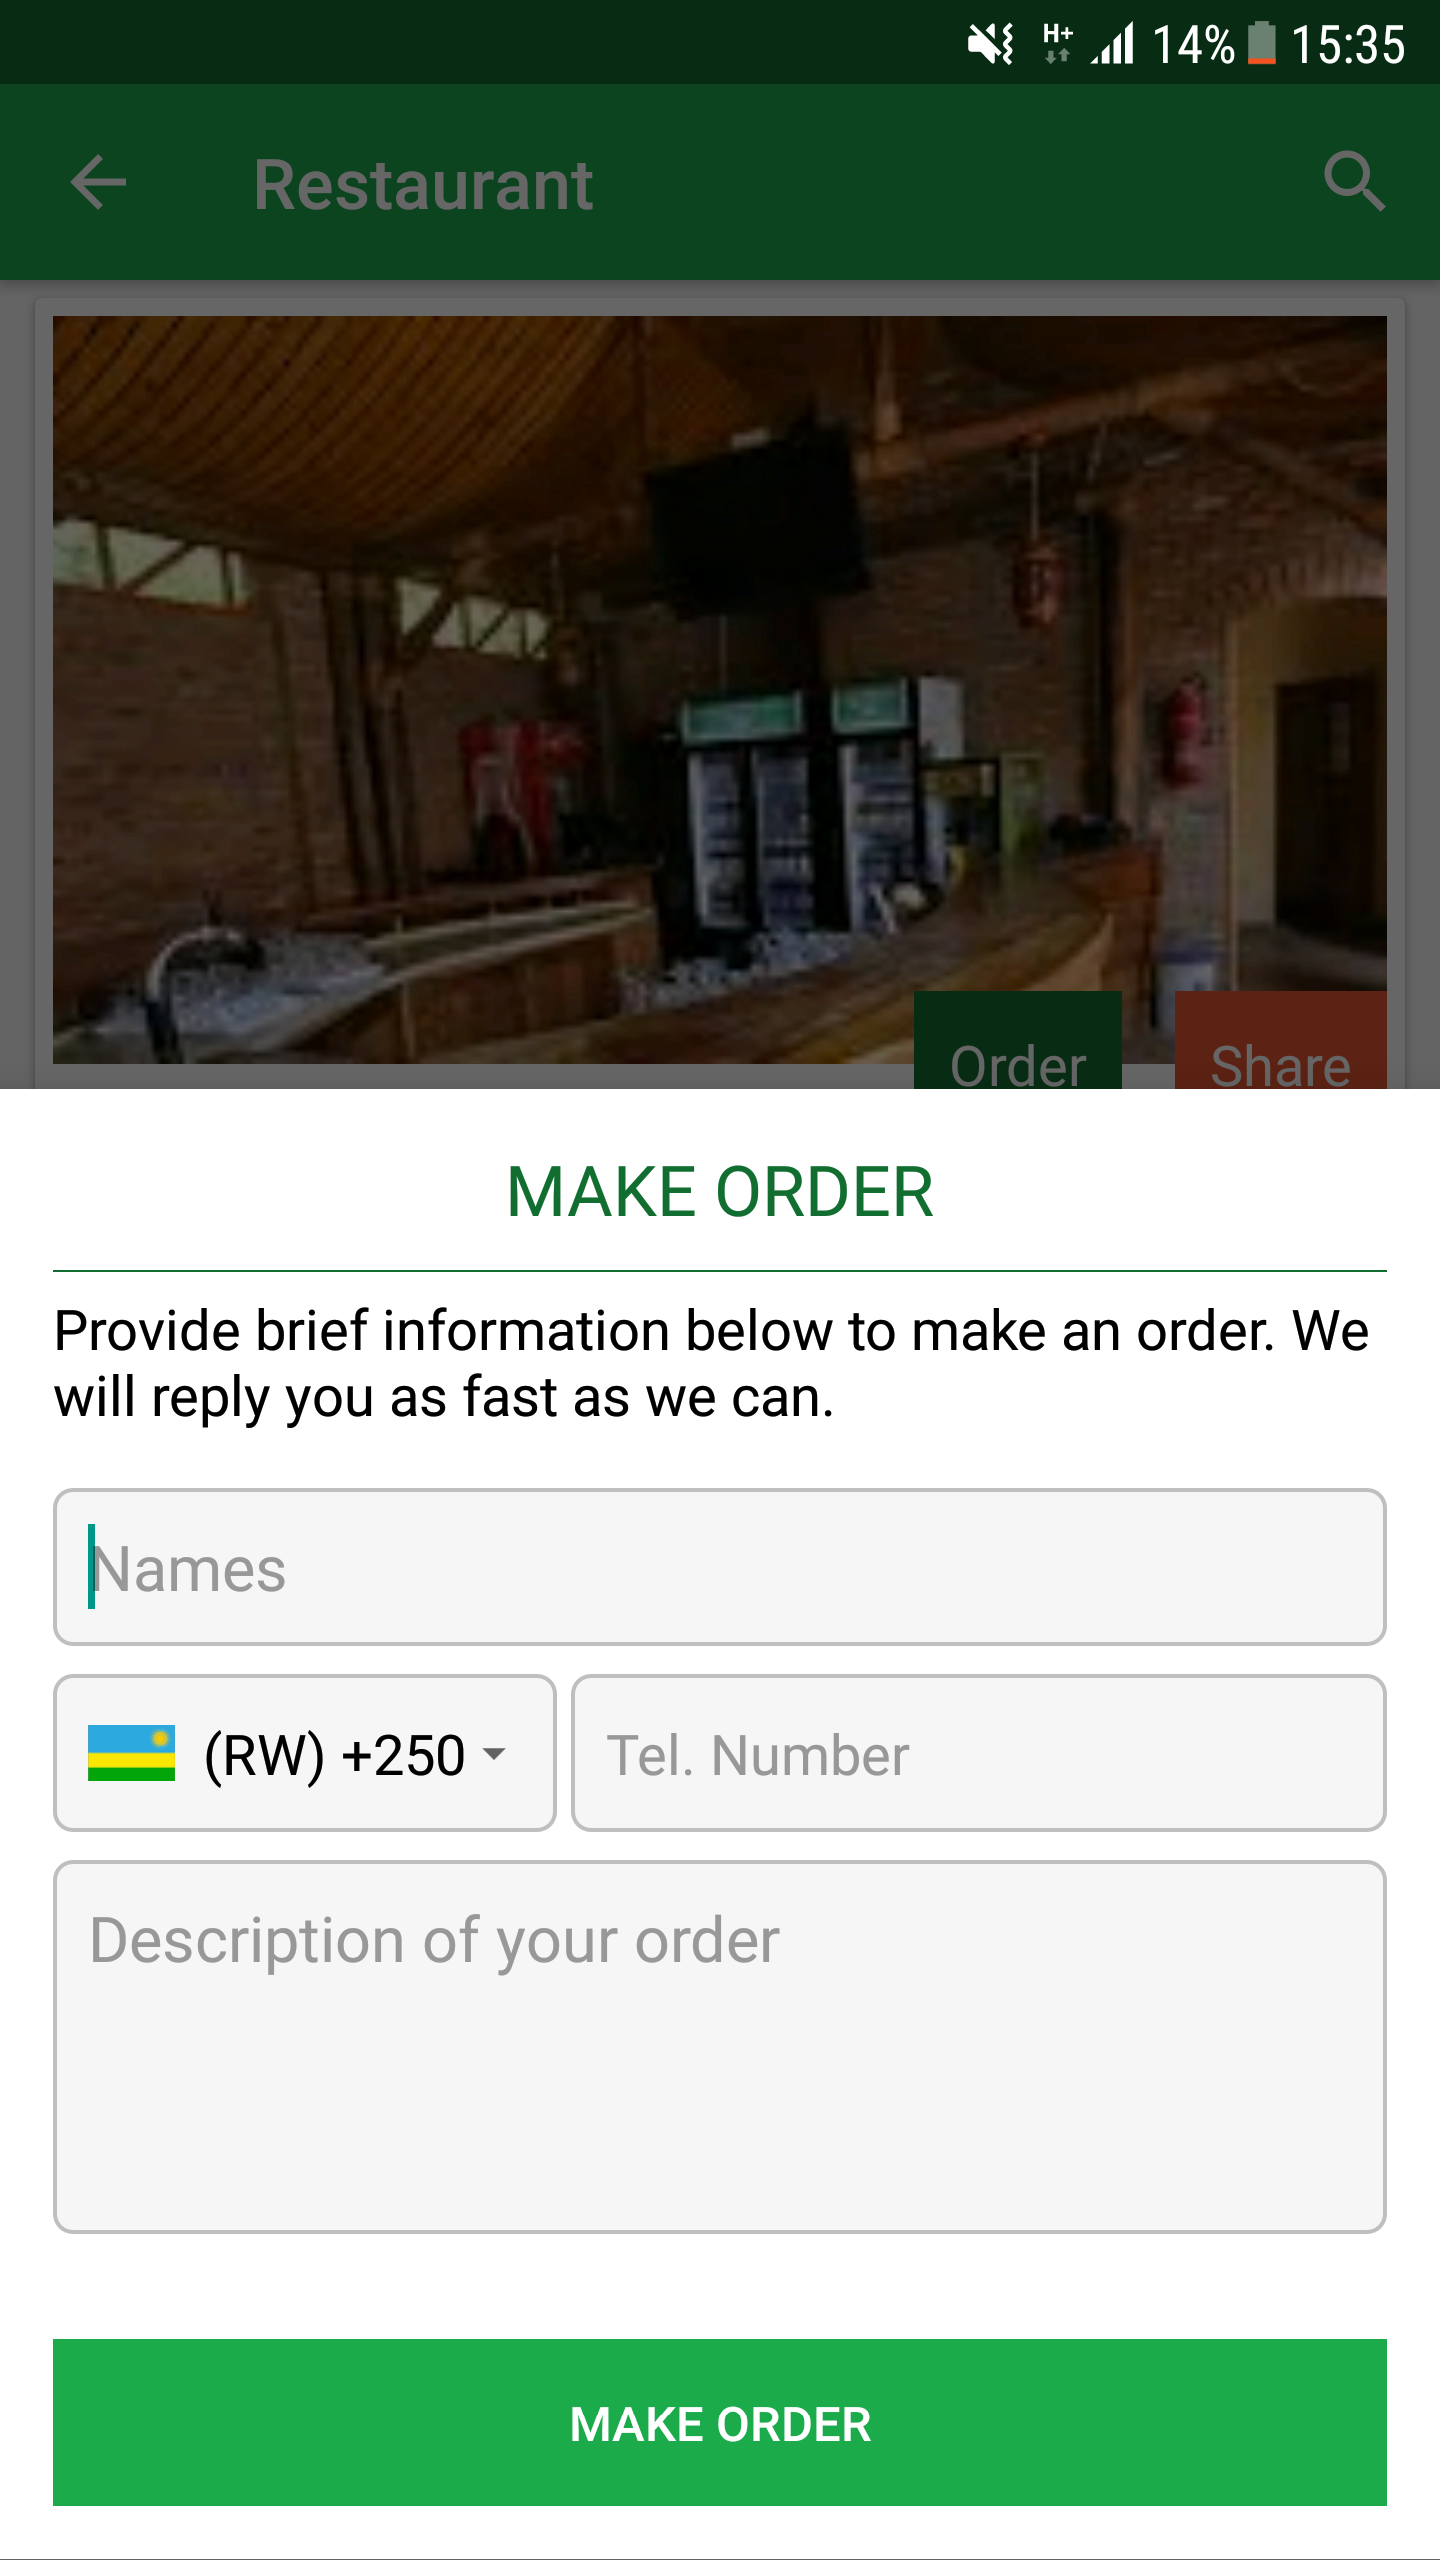 H+ 14% 15:35
Restaurant
Order Share
MAKE ORDER
Provide brief information below to make an order. We
will reply you as fast as we can.
Names
(RW) +250 Tel. Number
Description of your order
MAKE ORDER